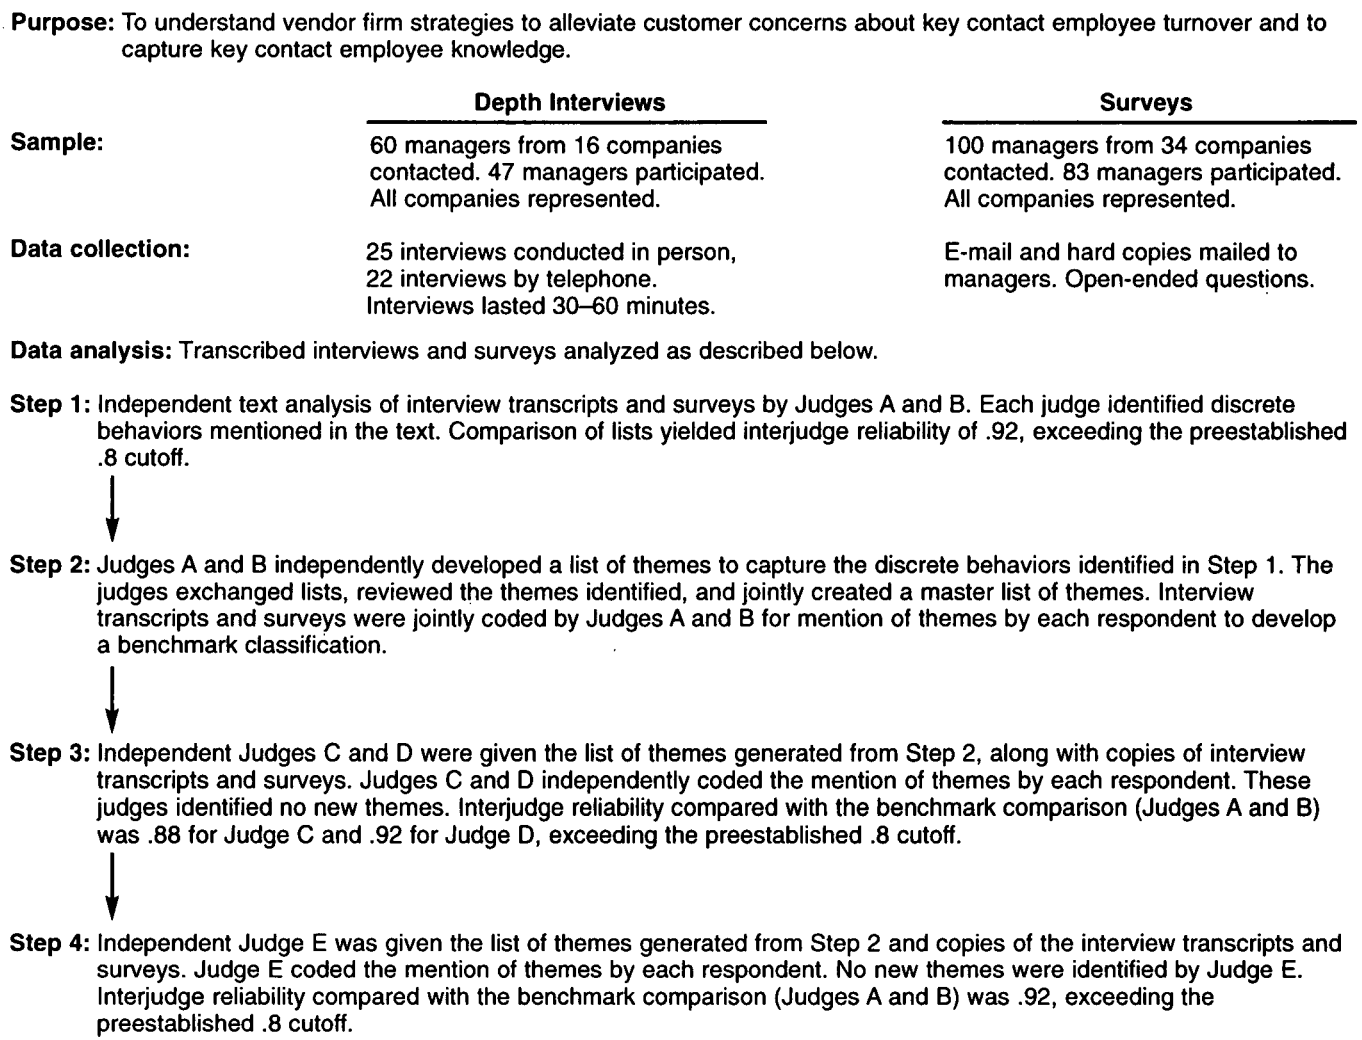 Purpose: To understand vendor firm strategies to alleviate customer concerns about key contact employee turnover and to
capture key contact employee knowledge.
Depth Interviews
Surveys
Sample:
60 managers from 16 companies
contacted. 47 managers participated.
All companies represented.
100 managers from 34 companies
contacted. 83 managers participated.
All companies represented.
Data collection:
25 interviews conducted in person,
22 interviews by telephone.
Interviews lasted 30–60 minutes.
E-mail and hard copies mailed to
managers. Open-ended questions.
Data analysis: Transcribed interviews and surveys analyzed as described below.
Step 1: Independent text analysis of interview transcripts and surveys by Judges A and B. Each judge identified discrete
behaviors mentioned in the text. Comparison of lists yielded interjudge reliability of .92, exceeding the preestablished
.8 cutoff.
Step 2: Judges A and B independently developed a list of themes to capture the discrete behaviors identified in Step 1. The
judges exchanged lists, reviewed the themes identified, and jointly created a master list of themes. Interview
transcripts and surveys were jointly coded by Judges A and B for mention of themes by each respondent to develop
a benchmark classification.
Step 3: Independent Judges C and D were given the list of themes generated from Step 2, along with copies of interview
transcripts and surveys. Judges C and D independently coded the mention of themes by each respondent. These
judges identified no new themes. Interjudge reliability compared with the benchmark comparison (Judges A and B)
was .88 for Judge C and .92 for Judge D, exceeding the preestablished .8 cutoff.
Step 4: Independent Judge E was given the list of themes generated from Step 2 and copies of the interview transcripts and
surveys. Judge E coded the mention of themes by each respondent. No new themes were identified by Judge E.
Interjudge reliability compared with the benchmark comparison (Judges A and B) was .92, exceeding the
preestablished .8 cutoff.